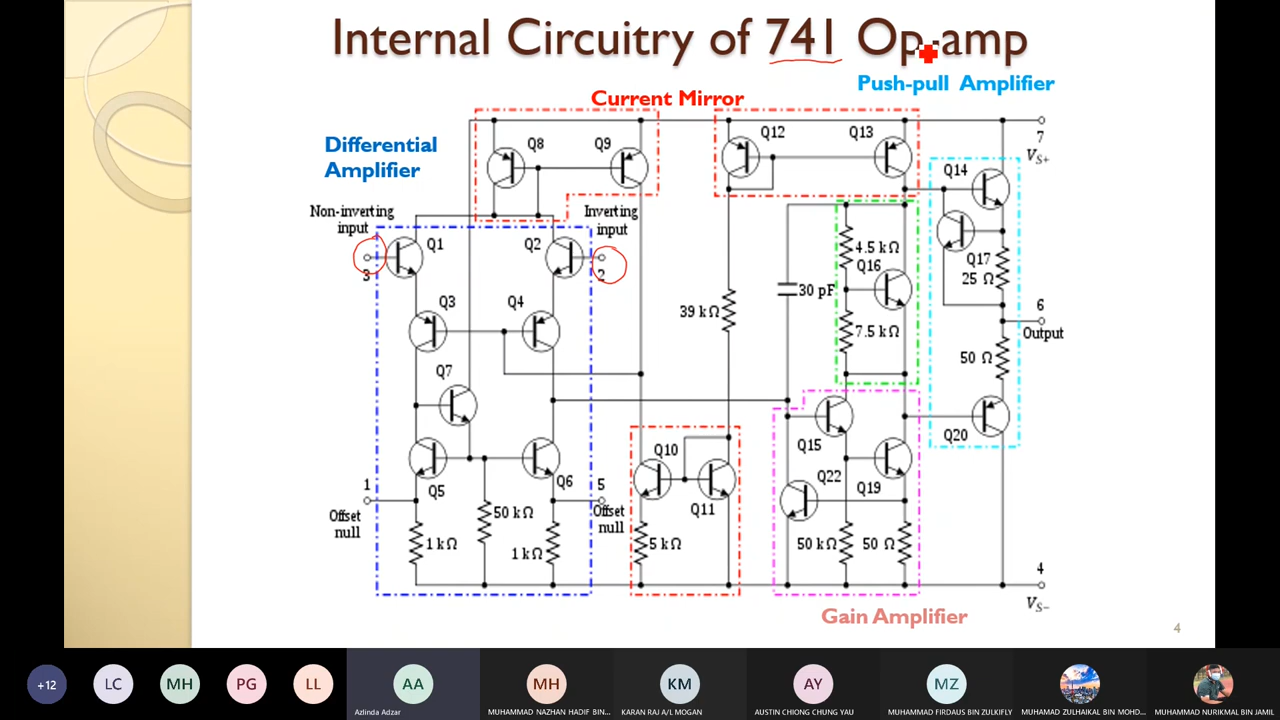 Internal Circuitry of 741 Op-amp
Push-pull Amplifier
Current Mirror
Differential
Amplifier
Q8
Q9
Q12
Q13
7
VS+
Q14
Non-inverting
input
Inverting
input
Q1
Q2
3
2
4.5 kΩ
Q16
Q17
25 Ω
30 pF
Q3
Q4
39 kΩ
7.5 kΩ
6
Output
50 Ω
Q7
Q15
Q20
Q10
Q5
Q6
Q22
Q19
1
5
Q11
Offset
null
Offset
null
50 kΩ
1 kΩ
1 kΩ
5 kΩ
50 kΩ
50 Ω
4
VS−
Gain Amplifier
4
+12
LC
MH
PG
LL
AA
MH
KM
AY
MZ
Azlinda Adzar
MUHAMMAD NAZHAN HADIF BIN...
KARAN RAJ A/L MOGAN
AUSTIN CHIONG CHUNG YAU
MUHAMMAD FIRDAUS BIN ZULKIFLY
MUHAMAD ZULHAIKAL BIN MOHD...
MUHAMMAD NURIKMAL BIN JAMIL